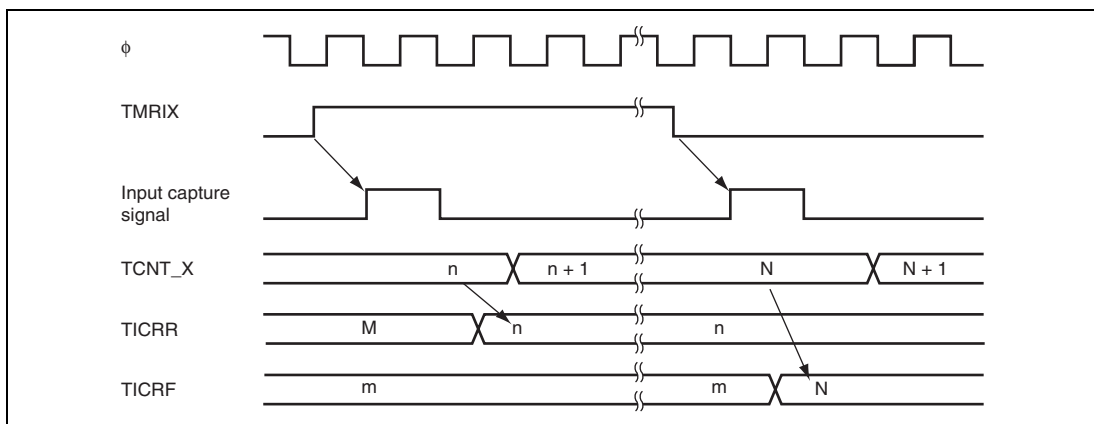 ϕ
TMRIX
Input capture
signal
TCNT_X n n + 1 N N + 1
TICRR M n n
TICRF m m N